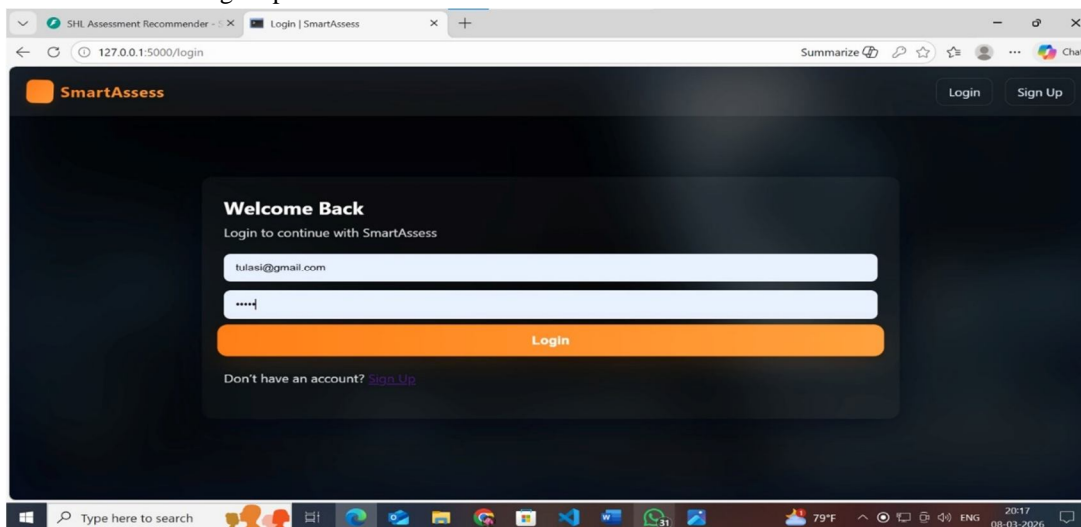 SHL Assessment Recommender - S
Login | SmartAssess
127.0.0.1:5000/login
Summarize
Chat
SmartAssess
Login
Sign Up
Welcome Back
Login to continue with SmartAssess
tulasi@gmail.com
•••••
Login
Don't have an account? Sign Up
Type here to search
31
79°F
ENG
20:17
08-03-2026